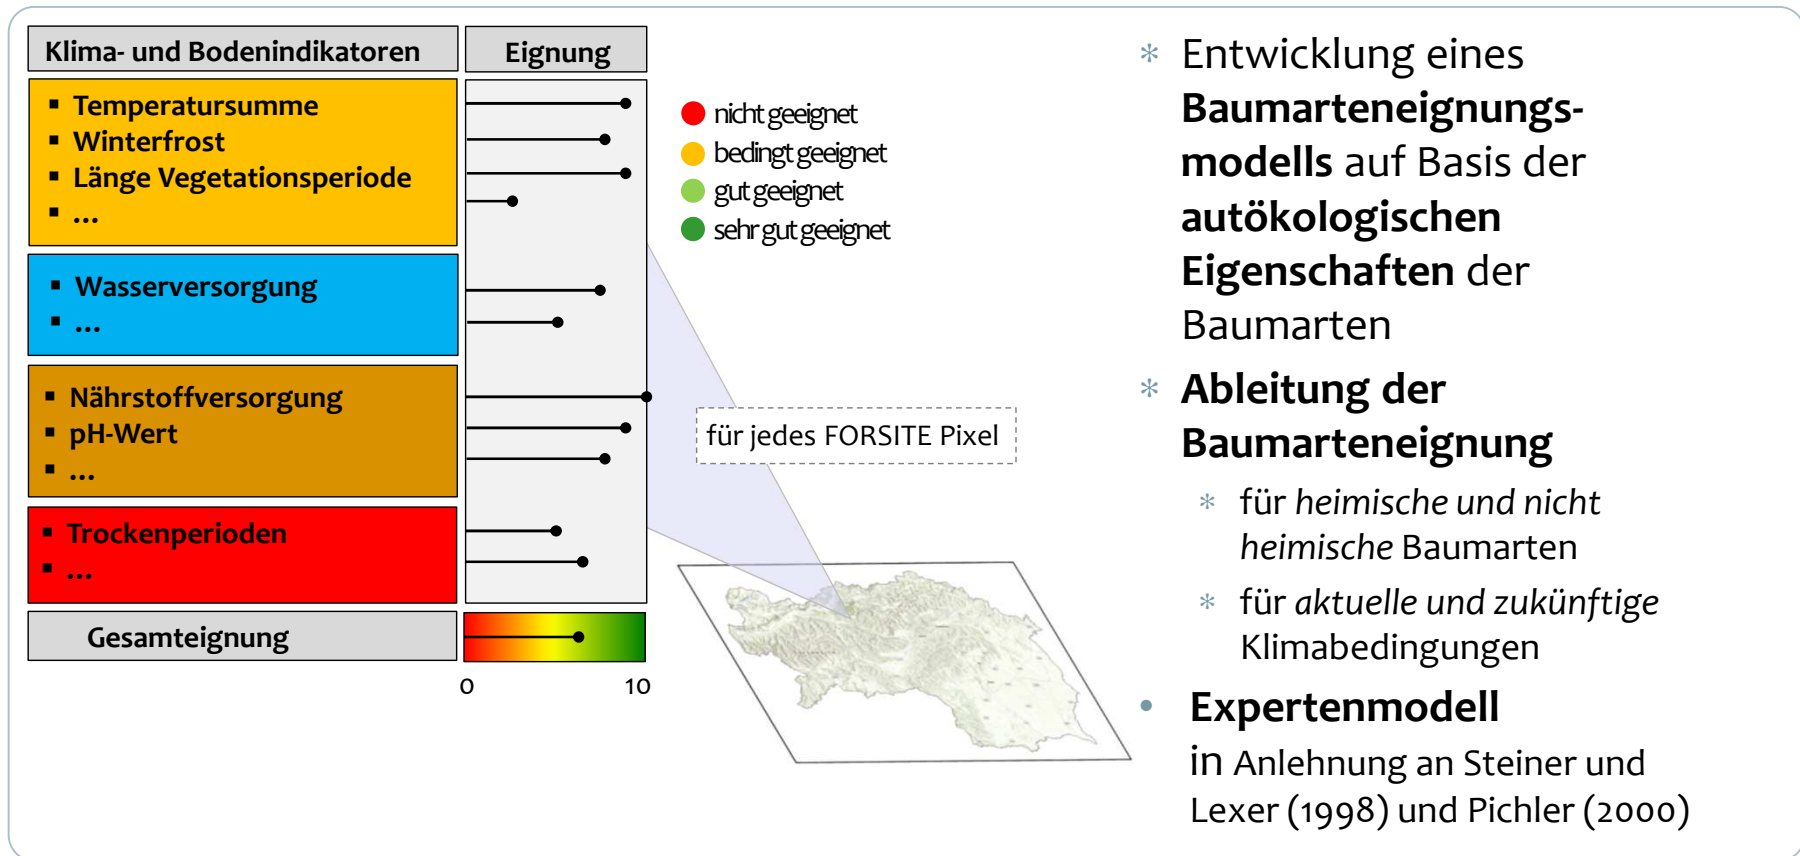 Klima- und Bodenindikatoren
Eignung
▪ Temperatursumme
▪ Winterfrost
▪ Länge Vegetationsperiode
▪ ...
▪ Wasserversorgung
▪ ...
▪ Nährstoffversorgung
▪ pH-Wert
▪ ...
▪ Trockenperioden
▪ ...
Gesamteignung
0
10
nicht geeignet
bedingt geeignet
gut geeignet
sehr gut geeignet
für jedes FORSITE Pixel
* Entwicklung eines
Baumarteneignungs-
modells auf Basis der
autökologischen
Eigenschaften der
Baumarten
* Ableitung der
Baumarteneignung
* für heimische und nicht
heimische Baumarten
* für aktuelle und zukünftige
Klimabedingungen
• Expertenmodell
in Anlehnung an Steiner und
Lexer (1998) und Pichler (2000)